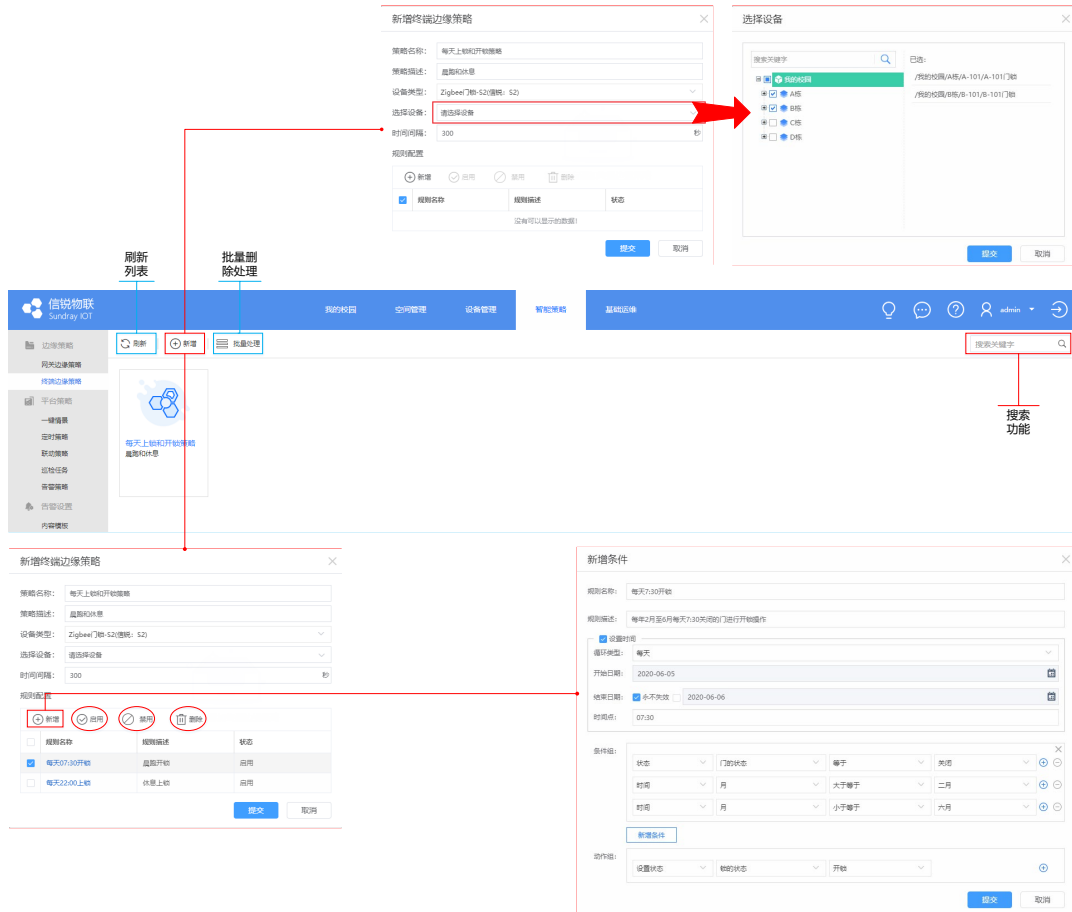 新增终端边缘策略
策略名称： 每天上锁和开锁策略
策略描述： 晨跑和休息
设备类型： Zigbee门锁-S2(信锐：S2)
选择设备： 请选择设备
时间间隔： 300 秒
规则配置
新增 启用 禁用 删除
规则名称 规则描述 状态
没有可以显示的数据!
提交 取消
选择设备
搜索关键字
已选：
我的校园
/我的校园/A栋/A-101/A-101门锁
A栋
/我的校园/B栋/B-101/B-101门锁
B栋
C栋
D栋
提交 取消
刷新
列表
批量删
除处理
信锐物联
Sundray IOT
我的校园 空间管理 设备管理 智能策略 基础运维
admin
边缘策略
网关边缘策略
终端边缘策略
平台策略
一键情景
定时策略
联动策略
巡检任务
告警策略
告警设置
内容模板
刷新 新增 批量处理
搜索关键字
每天上锁和开锁策略
晨跑和休息
搜索
功能
新增终端边缘策略
策略名称： 每天上锁和开锁策略
策略描述： 晨跑和休息
设备类型： Zigbee门锁-S2(信锐：S2)
选择设备： 请选择设备
时间间隔： 300 秒
规则配置
新增 启用 禁用 删除
规则名称 规则描述 状态
每天07:30开锁 晨跑开锁 启用
每天22:00上锁 休息上锁 启用
提交 取消
新增条件
规则名称： 每天7:30开锁
规则描述： 每年2月至6月每天7:30关闭的门进行开锁操作
设置时间
循环类型： 每天
开始日期： 2020-06-05
结束日期： 永不失效 2020-06-06
时间点： 07:30
条件组：
状态 门的状态 等于 关闭
时间 月 大于等于 二月
时间 月 小于等于 六月
新增条件
动作组：
设置状态 锁的状态 开锁
提交 取消